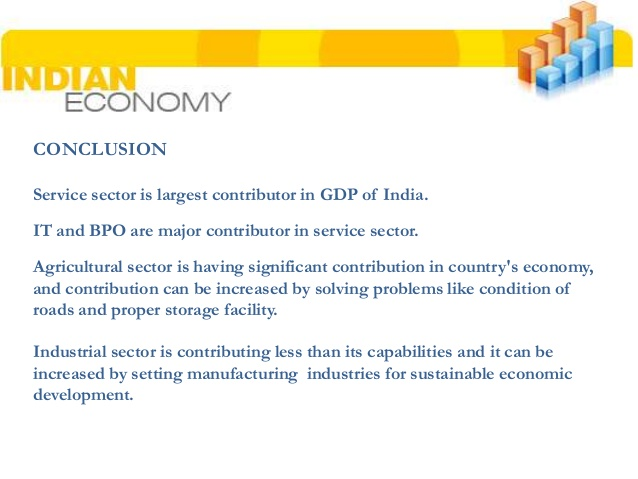 INDIAN
ECONOMY
CONCLUSION
Service sector is largest contributor in GDP of India.
IT and BPO are major contributor in service sector.
Agricultural sector is having significant contribution in country's economy,
and contribution can be increased by solving problems like condition of
roads and proper storage facility.
Industrial sector is contributing less than its capabilities and it can be
increased by setting manufacturing industries for sustainable economic
development.